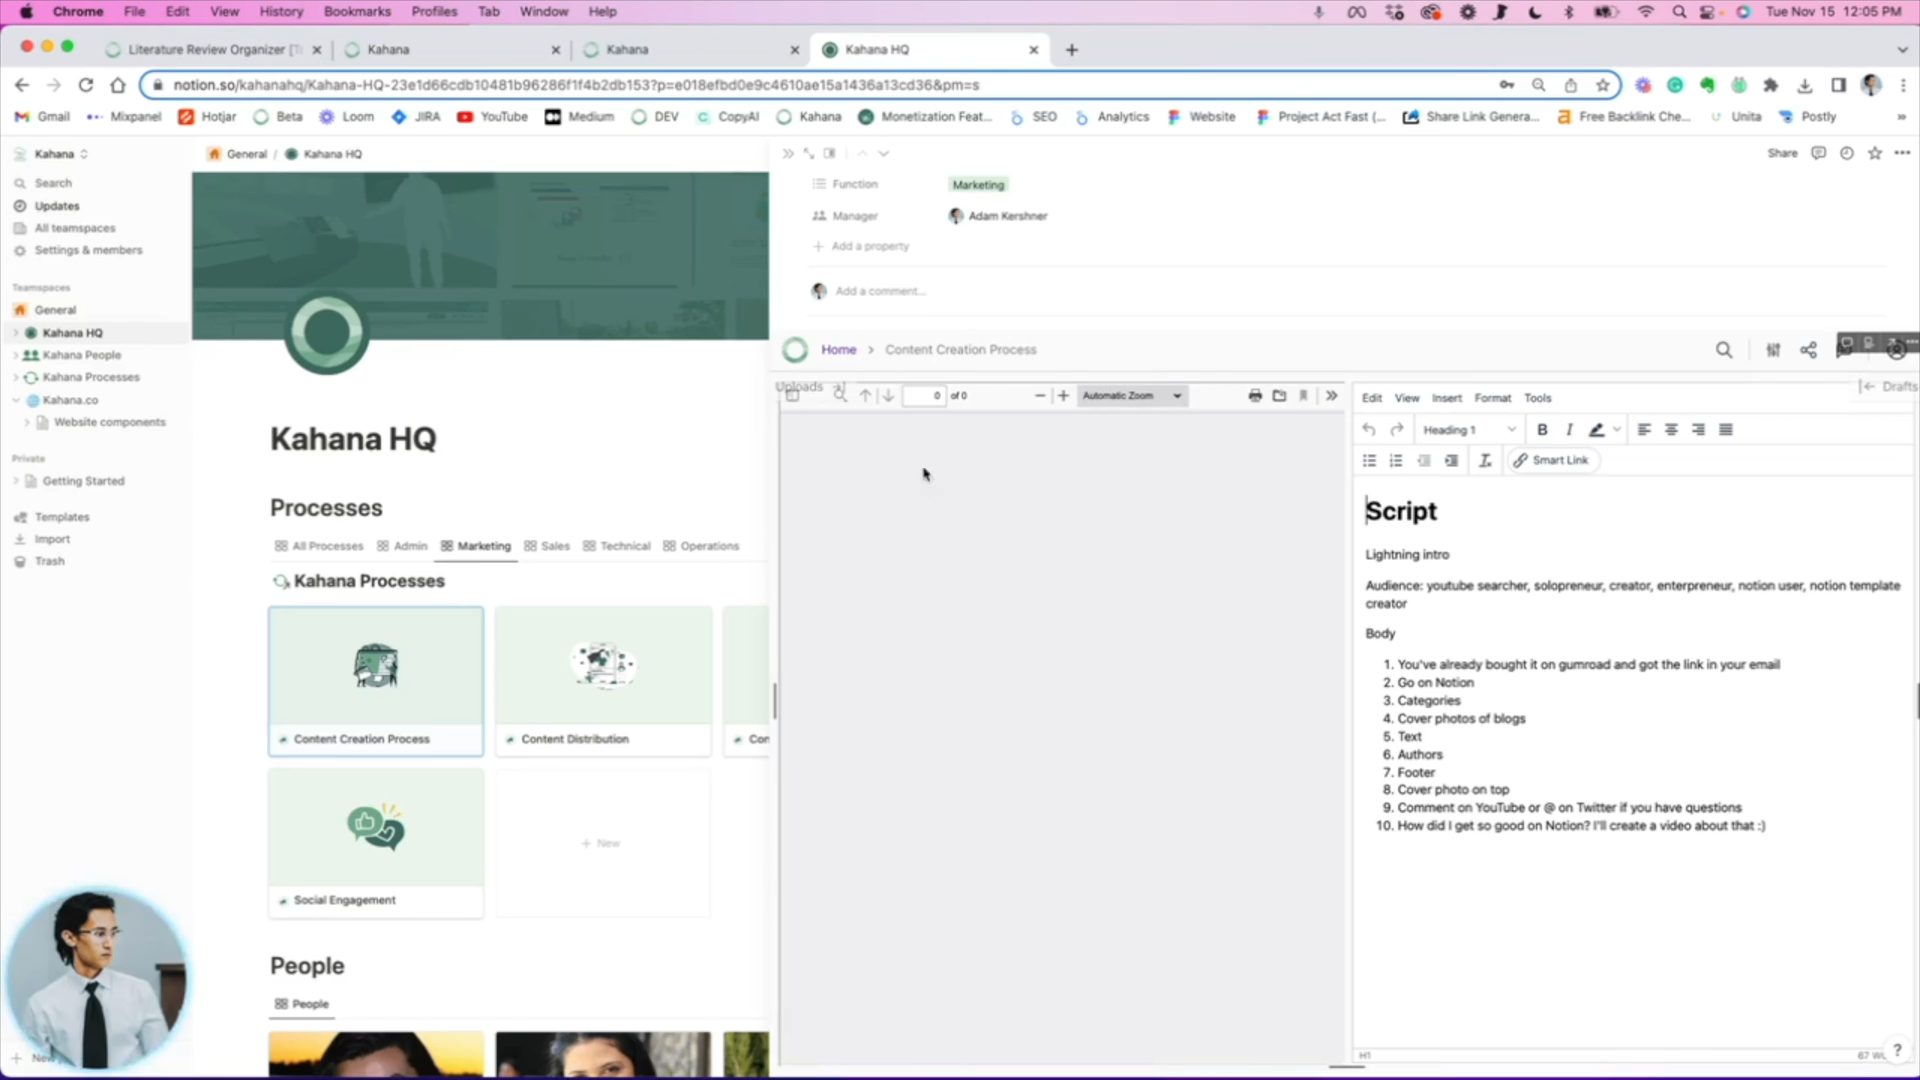 Chrome File Edit View History Bookmarks Profiles Tab Window Help
Tue Nov 15 12:05 PM
Literature Review Organizer [T
Kahana
Kahana
Kahana HQ
notion.so/kahanahq/Kahana-HQ-23e1d66cdb10481b96286f1f4b2db153?p=e018efbd0e9c4610ae15a1436a13cd36&pm=s
Gmail Mixpanel Hotjar Beta Loom JIRA YouTube Medium DEV CopyAI Kahana Monetization Feat... SEO Analytics Website Project Act Fast (... Share Link Genera... Free Backlink Che... Unita Postly
Kahana
Search
Updates
All teamspaces
Settings & members
Teamspaces
General
Kahana HQ
Kahana People
Kahana Processes
Kahana.co
Website components
Private
Getting Started
Templates
Import
Trash
General / Kahana HQ
Kahana HQ
Processes
All Processes Admin Marketing Sales Technical Operations
Kahana Processes
Content Creation Process
Content Distribution
Con
Social Engagement
+ New
People
People
Share
Function Marketing
Manager Adam Kershner
Add a property
Add a comment...
Home > Content Creation Process
Uploads
Drafts
0 of 0
Automatic Zoom
Edit View Insert Format Tools
Heading 1
B I
Smart Link
Script
Lightning intro
Audience: youtube searcher, solopreneur, creator, enterpreneur, notion user, notion template
creator
Body
1. You've already bought it on gumroad and got the link in your email
2. Go on Notion
3. Categories
4. Cover photos of blogs
5. Text
6. Authors
7. Footer
8. Cover photo on top
9. Comment on YouTube or @ on Twitter if you have questions
10. How did I get so good on Notion? I'll create a video about that :)
H1
?